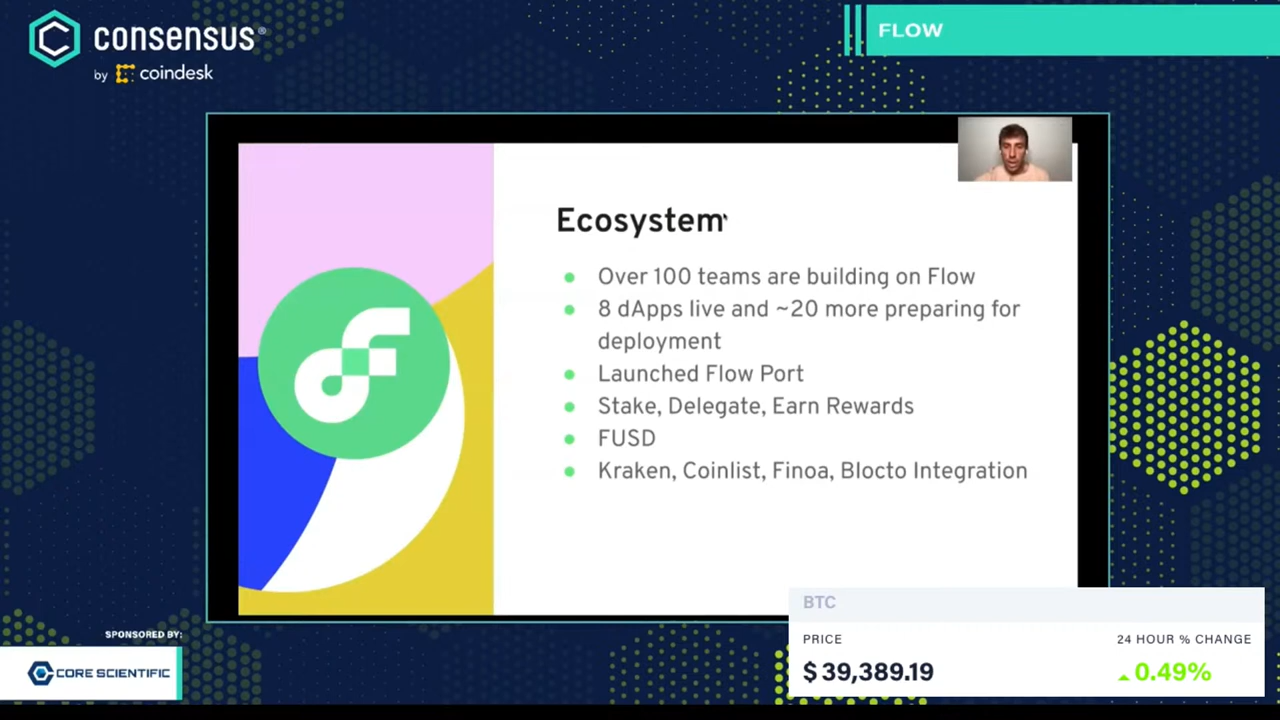 consensus®
by coindesk
FLOW
Ecosystem
Over 100 teams are building on Flow
8 dApps live and ~20 more preparing for
deployment
Launched Flow Port
Stake, Delegate, Earn Rewards
FUSD
Kraken, Coinlist, Finoa, Blocto Integration
SPONSORED BY:
CORE SCIENTIFIC
BTC
PRICE
24 HOUR % CHANGE
$ 39,389.19
0.49%